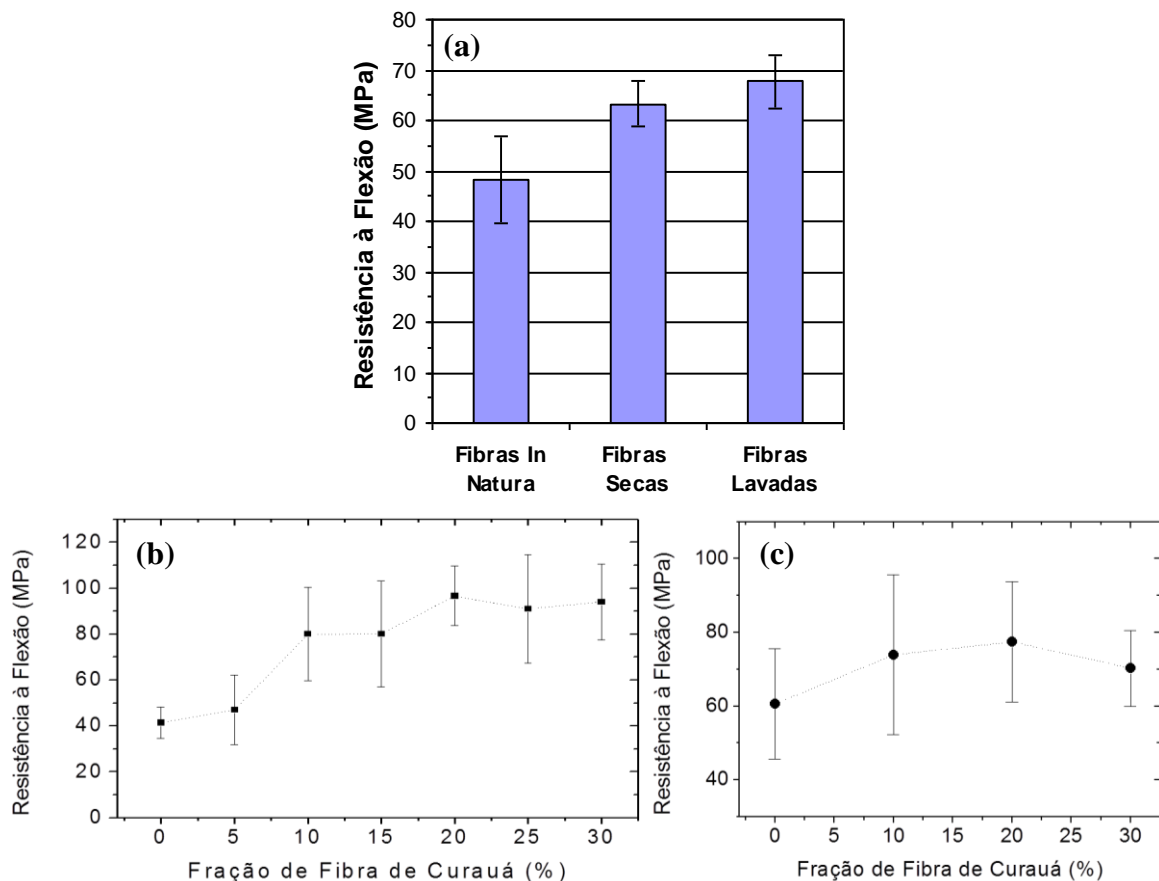 (a)
Resistência à Flexão (MPa)
80
70
60
50
40
30
20
10
0
Fibras In
Natura
Fibras
Secas
Fibras
Lavadas
(b)
Resistência à Flexão (MPa)
120
100
80
60
40
20
0
0 5 10 15 20 25 30
Fração de Fibra de Curauá (%)
(c)
Resistência à Flexão (MPa)
100
80
60
40
0 10 20 30
Fração de Fibra de Curauá (%)